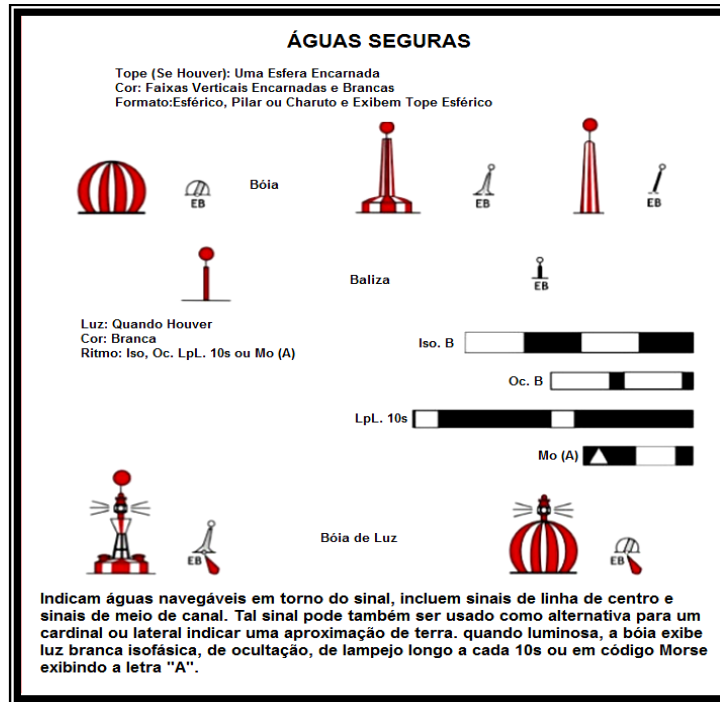 ÁGUAS SEGURAS
Tope (Se Houver): Uma Esfera Encarnada
Cor: Faixas Verticais Encarnadas e Brancas
Formato:Esférico, Pilar ou Charuto e Exibem Tope Esférico
EB
Bóia
EB
EB
Baliza
EB
Luz: Quando Houver
Cor: Branca
Ritmo: Iso, Oc. LpL. 10s ou Mo (A)
Iso. B
Oc. B
LpL. 10s
Mo (A)
EB
Bóia de Luz
EB
Indicam águas navegáveis em torno do sinal, incluem sinais de linha de centro e
sinais de meio de canal. Tal sinal pode também ser usado como alternativa para um
cardinal ou lateral indicar uma aproximação de terra. quando luminosa, a bóia exibe
luz branca isofásica, de ocultação, de lampejo longo a cada 10s ou em código Morse
exibindo a letra "A".